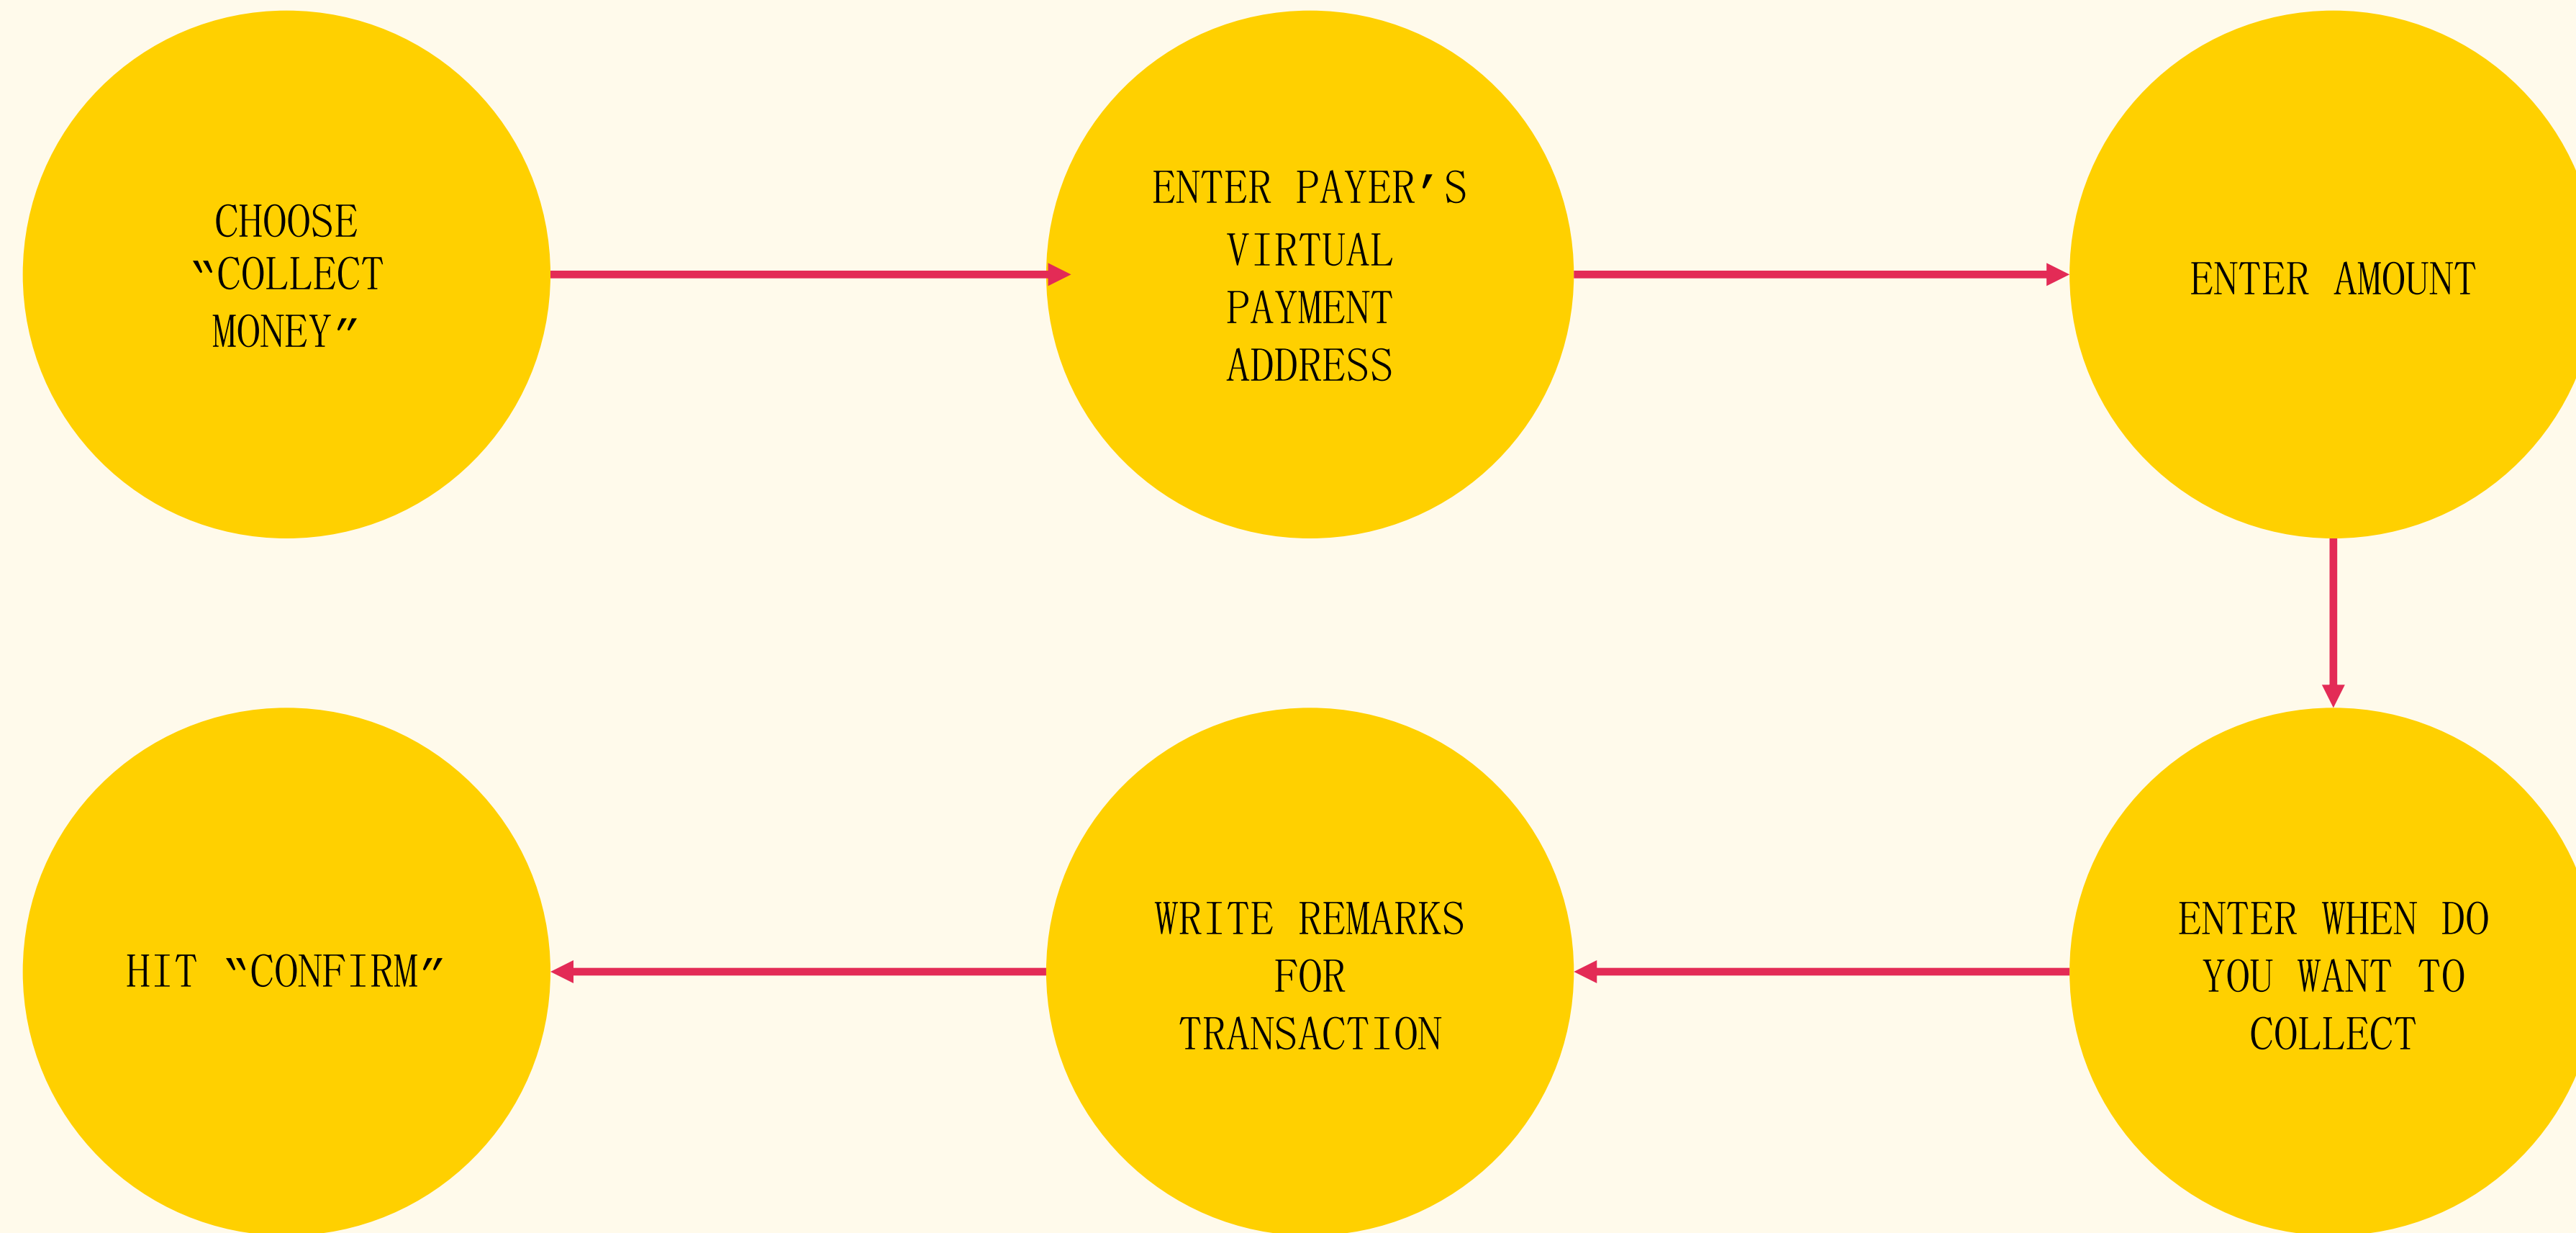 CHOOSE
“COLLECT
MONEY”
ENTER PAYER’S
VIRTUAL
PAYMENT
ADDRESS
ENTER AMOUNT
ENTER WHEN DO
YOU WANT TO
COLLECT
WRITE REMARKS
FOR
TRANSACTION
HIT “CONFIRM”